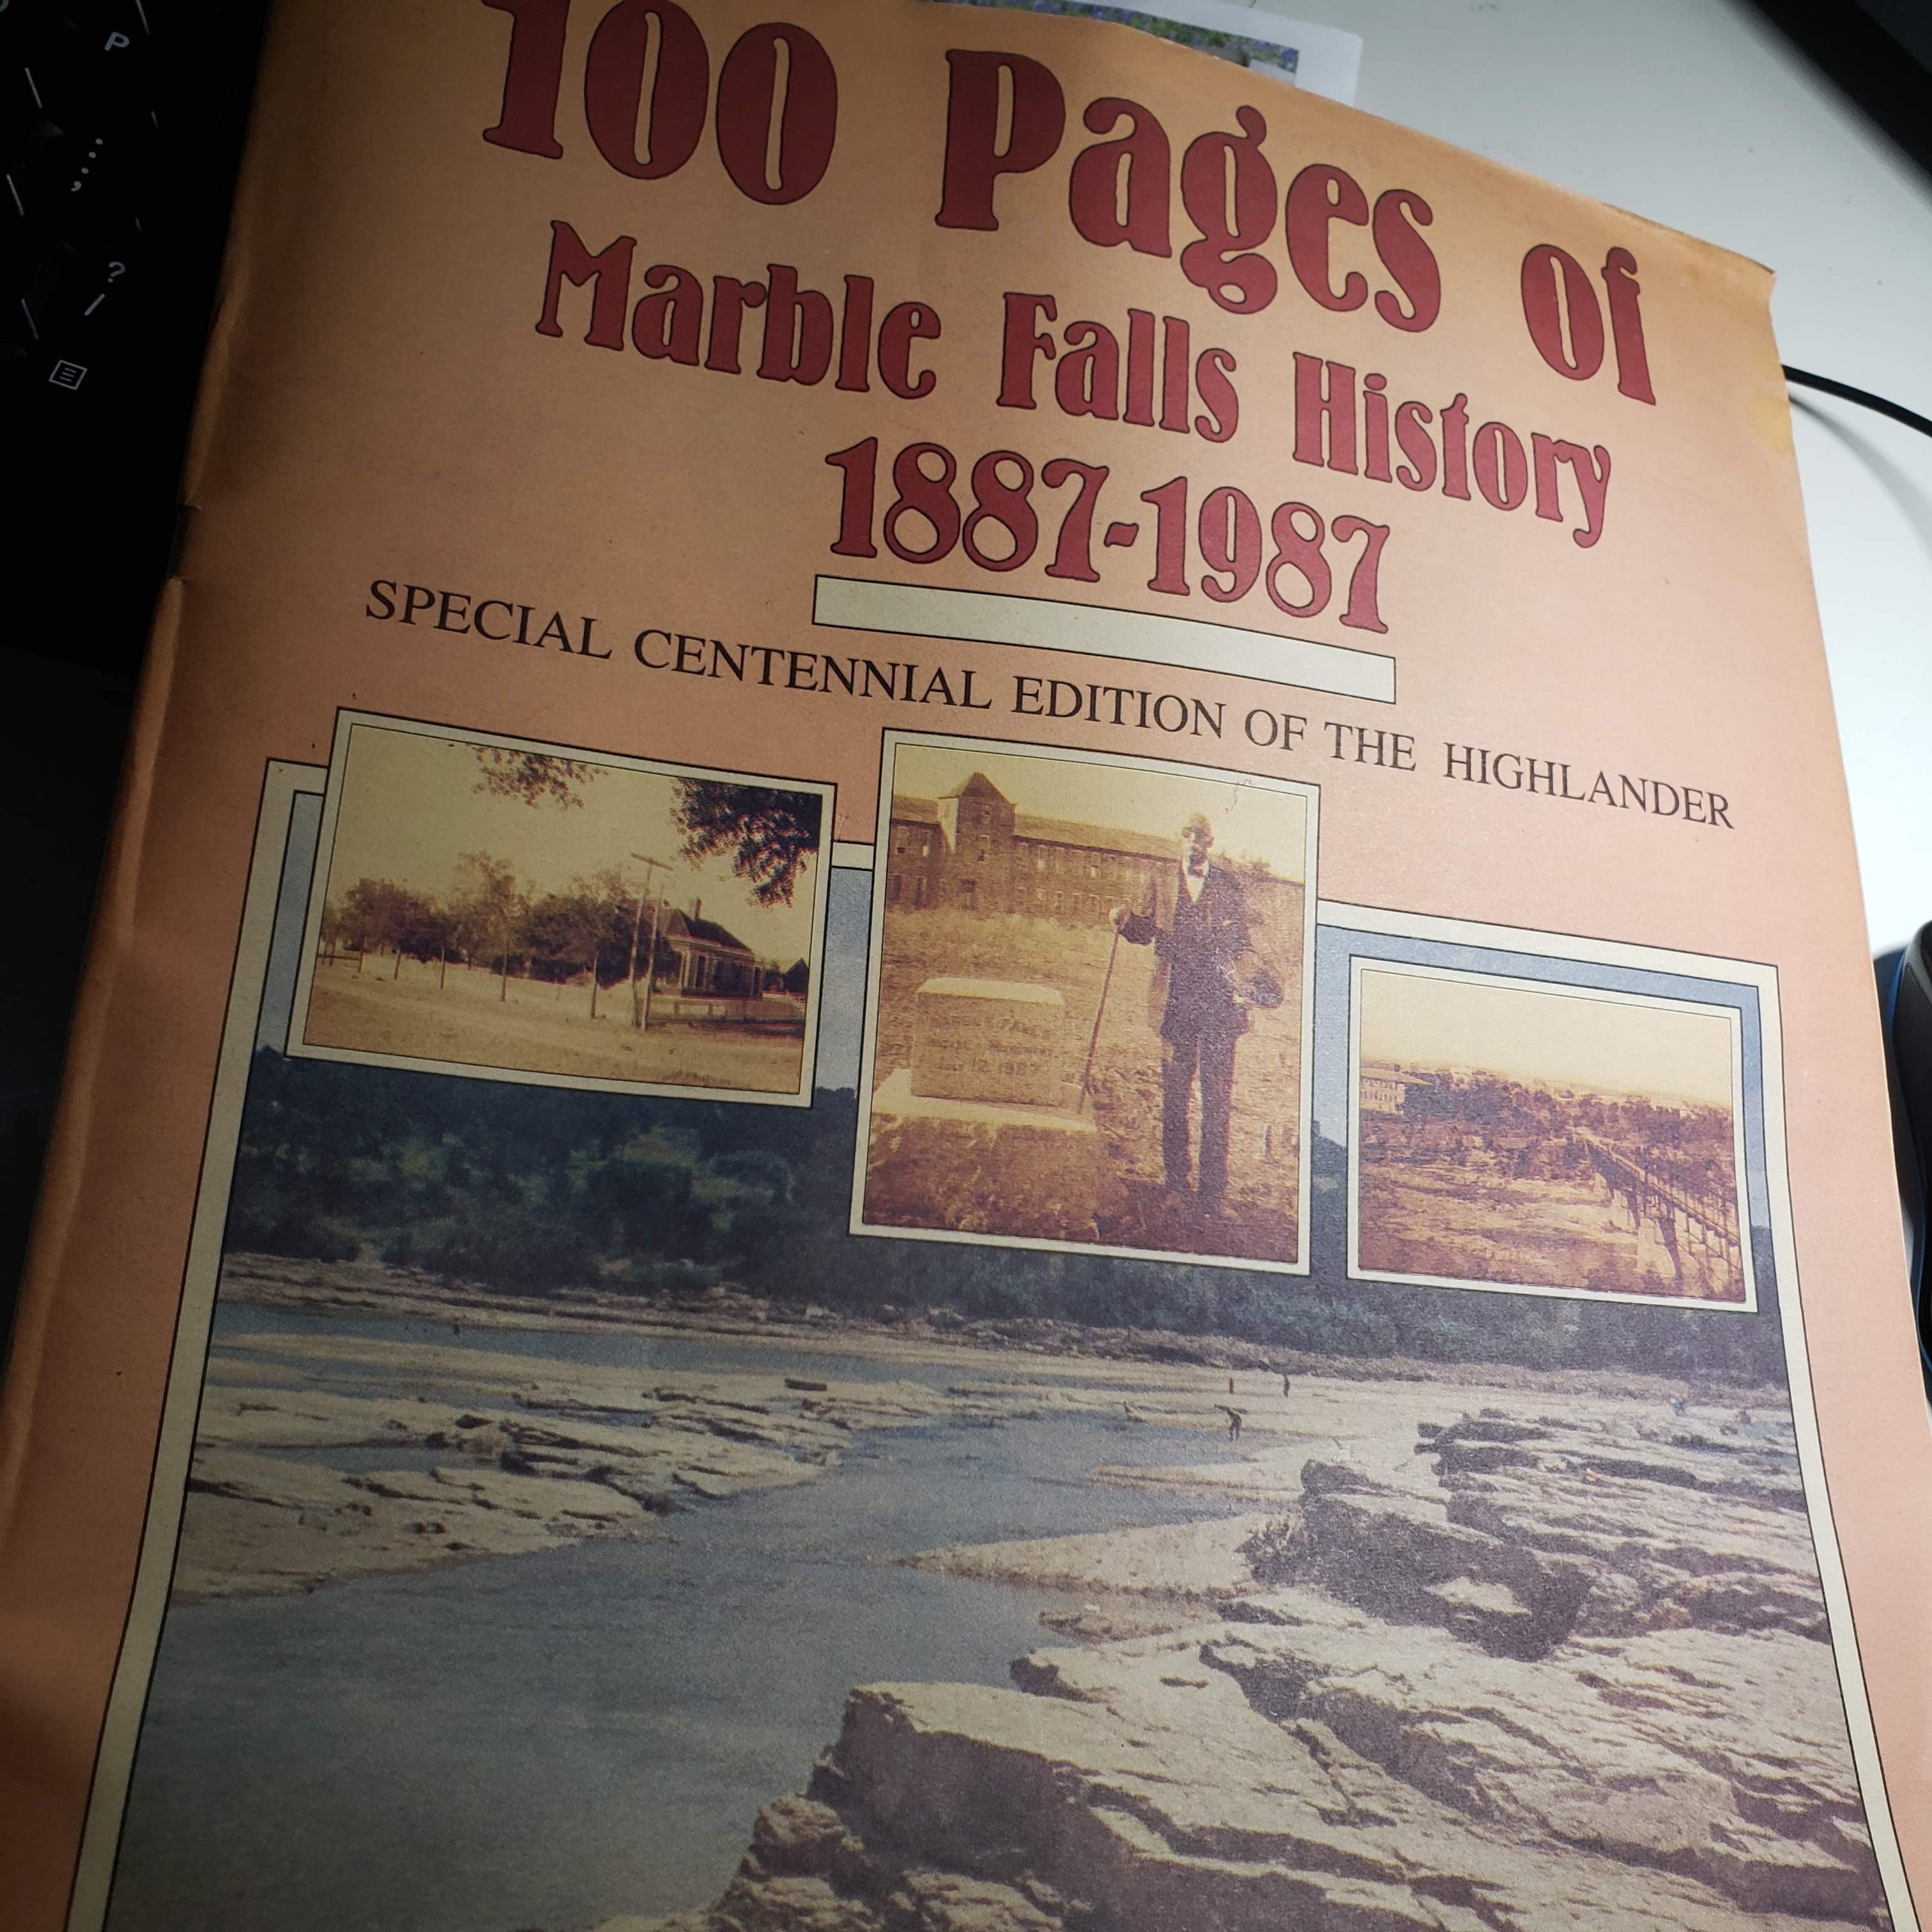 100 Pages of
Marble Falls History
1887-1987
SPECIAL CENTENNIAL EDITION OF THE HIGHLANDER
P
: ;
? /